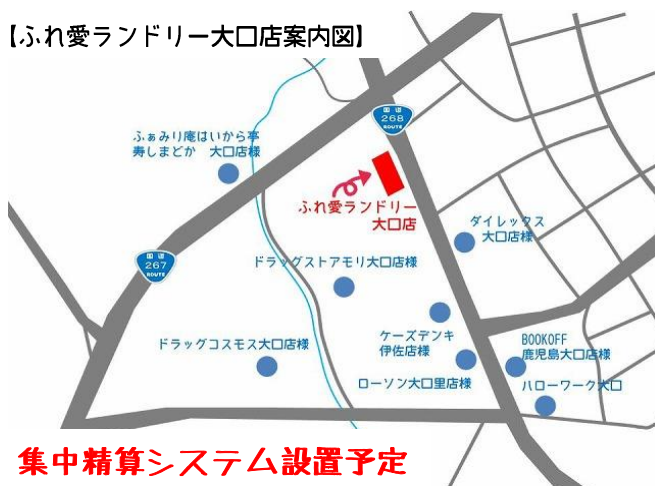 【ふれ愛ランドリー大口店案内図】
国道
268
ROUTE
ふぁみり庵はいから亭
寿しまどか 大口店様
ふれ愛ランドリー
大口店
ダイレックス
大口店様
国道
267
ROUTE
ドラッグストアモリ大口店様
ケーズデンキ
伊佐店様
ドラッグコスモス大口店様
BOOKOFF
鹿児島大口店様
ローソン大口里店様
ハローワーク大口
集中精算システム設置予定